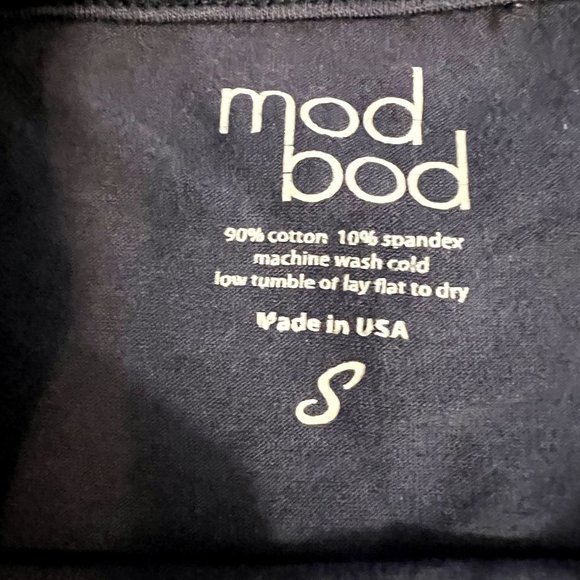 mod
bod
90% cotton 10% spandex
machine wash cold
low tumble of lay flat to dry
Made in USA
S